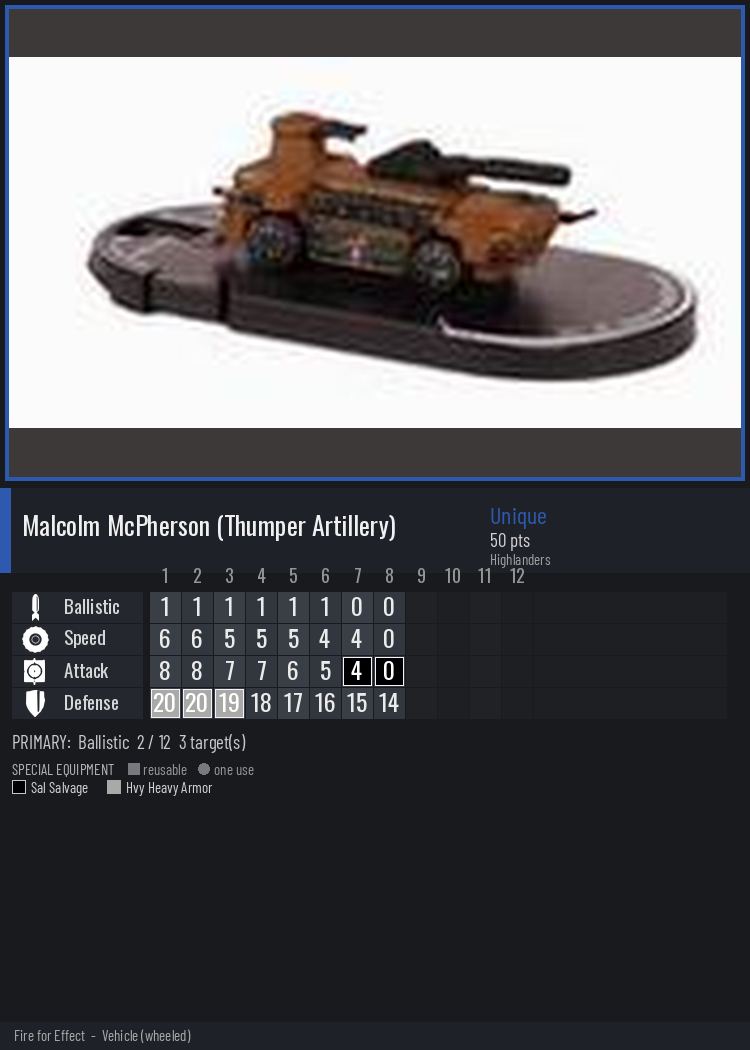 Malcolm McPherson (Thumper Artillery)
Unique
50 pts
Highlanders
1 2 3 4 5 6 7 8 9 10 11 12
Ballistic 1 1 1 1 1 1 0 0
Speed 6 6 5 5 5 4 4 0
Attack 8 8 7 7 6 5 4 0
Defense 20 20 19 18 17 16 15 14
PRIMARY: Ballistic 2 / 12 3 target(s)
SPECIAL EQUIPMENT reusable one use
Sal Salvage Hvy Heavy Armor
Fire for Effect - Vehicle (wheeled)